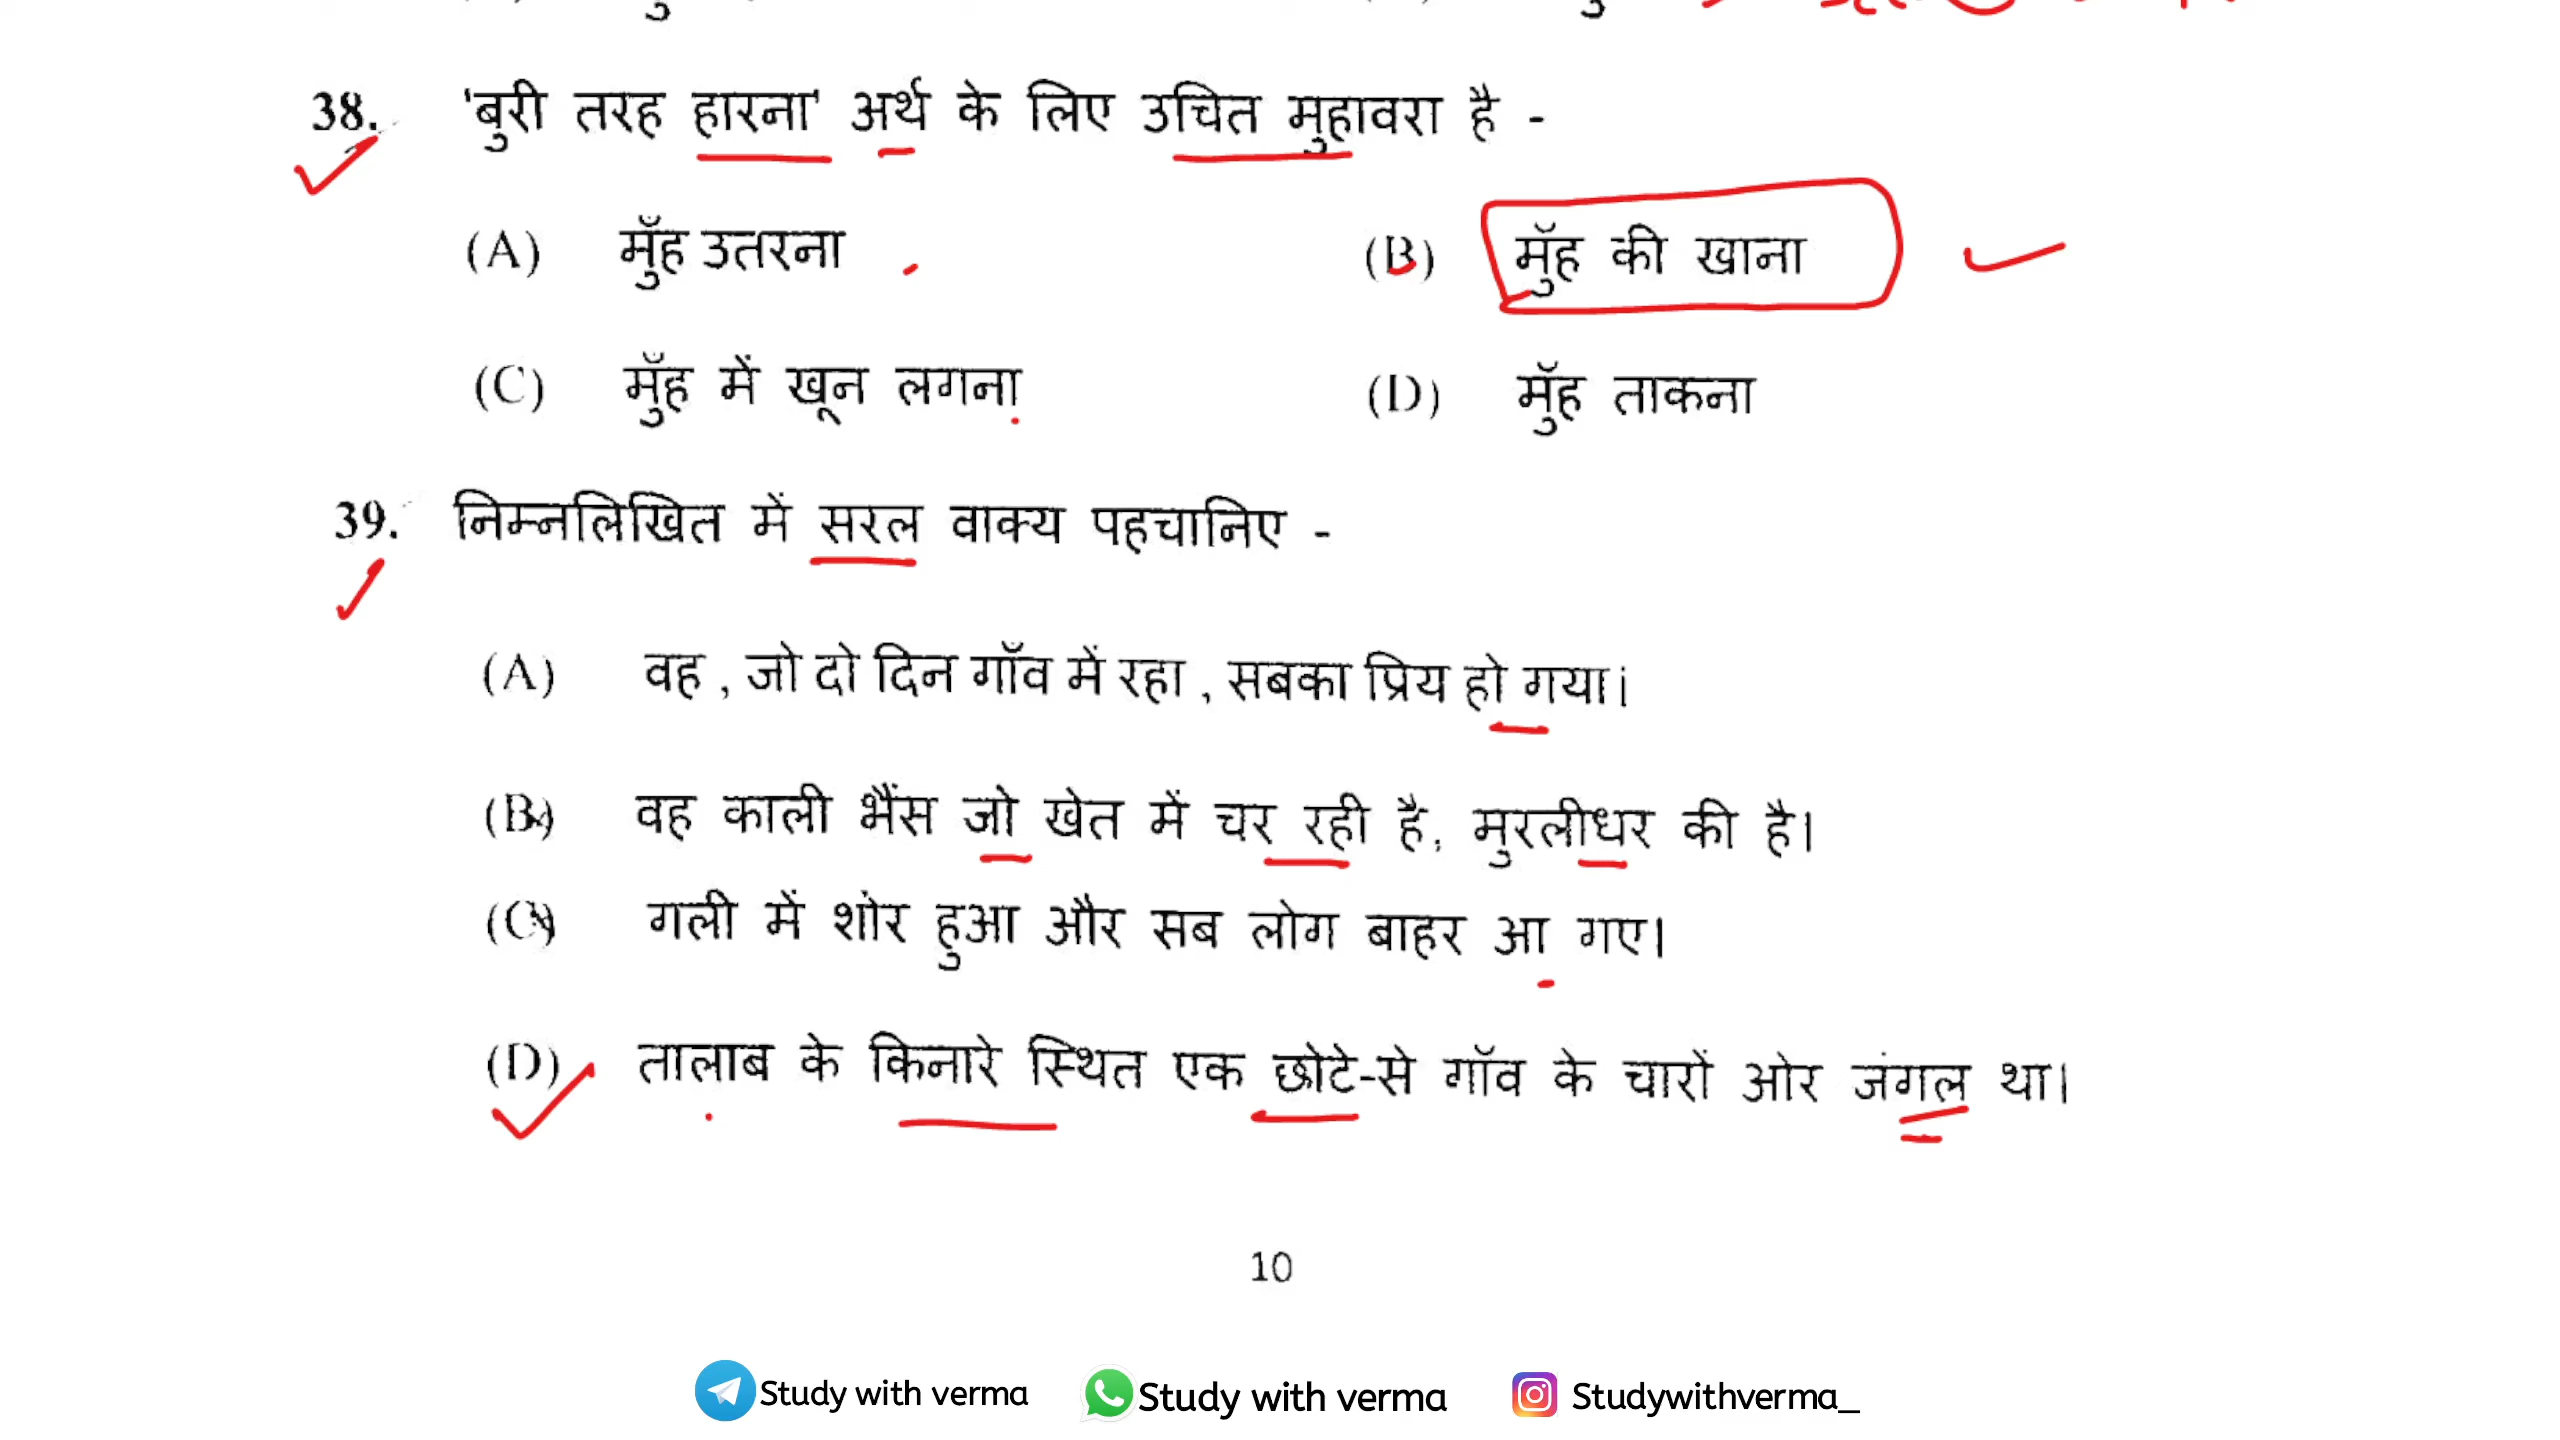 38. 'बुरी तरह हारना' अर्थ के लिए उचित मुहावरा है -
(A) मुँह उतरना (B) मुँह की खाना
(C) मुँह में खून लगना (D) मुँह ताकना
39. निम्नलिखित में सरल वाक्य पहचानिए -
(A) वह , जो दो दिन गाँव में रहा , सबका प्रिय हो गया।
(B) वह काली भैंस जो खेत में चर रही है, मुरलीधर की है।
(C) गली में शोर हुआ और सब लोग बाहर आ गए।
(D) तालाब के किनारे स्थित एक छोटे-से गाँव के चारों ओर जंगल था।
10
Study with verma Study with verma Studywithverma_